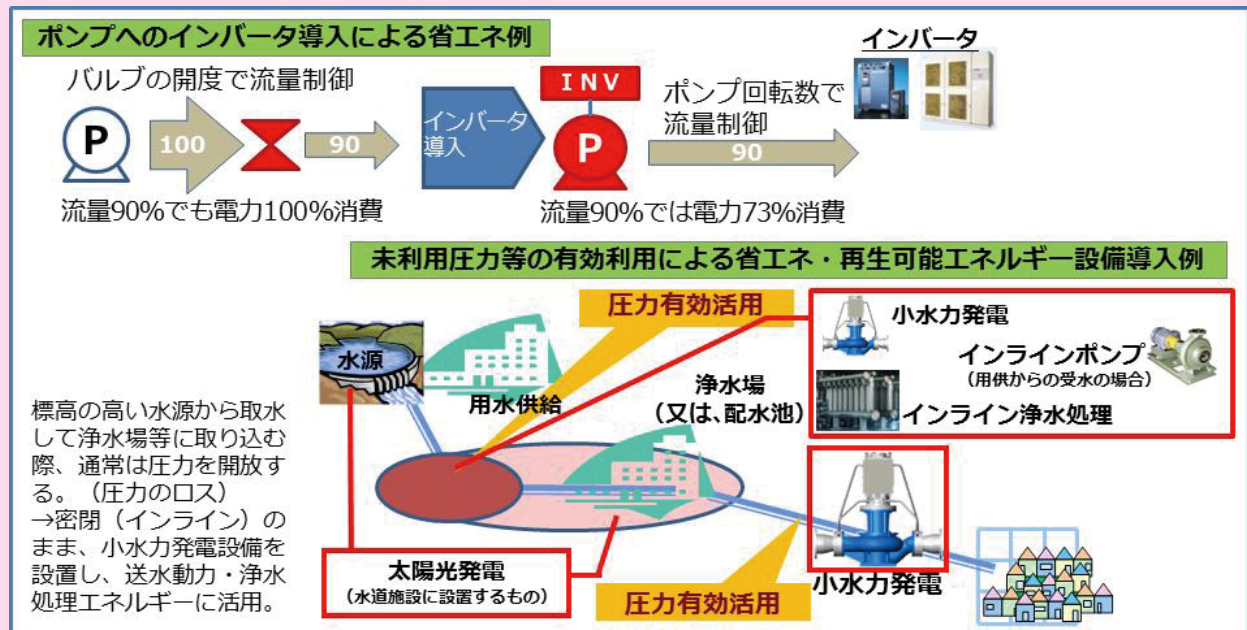 ポンプへのインバータ導入による省エネ例
インバータ
バルブの開度で流量制御
P
100
90
インバータ
導入
INV
P
ポンプ回転数で
流量制御
90
流量90%でも電力100%消費
流量90%では電力73%消費
未利用圧力等の有効利用による省エネ・再生可能エネルギー設備導入例
圧力有効活用
水源
用水供給
浄水場
(又は、配水池)
小水力発電
インラインポンプ
(用供からの受水の場合)
インライン浄水処理
標高の高い水源から取水
して浄水場等に取り込む
際、通常は圧力を開放す
る。(圧力のロス)
→密閉(インライン)の
まま、小水力発電設備を
設置し、送水動力・浄水
処理エネルギーに活用。
太陽光発電
(水道施設に設置するもの)
圧力有効活用
小水力発電